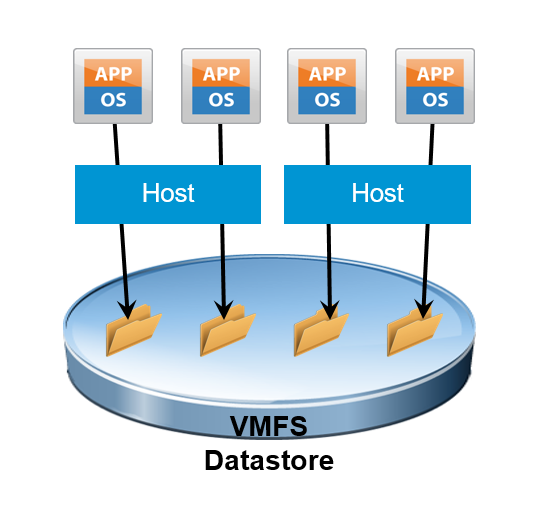 APP APP APP APP
OS OS OS OS
Host Host
VMFS
Datastore